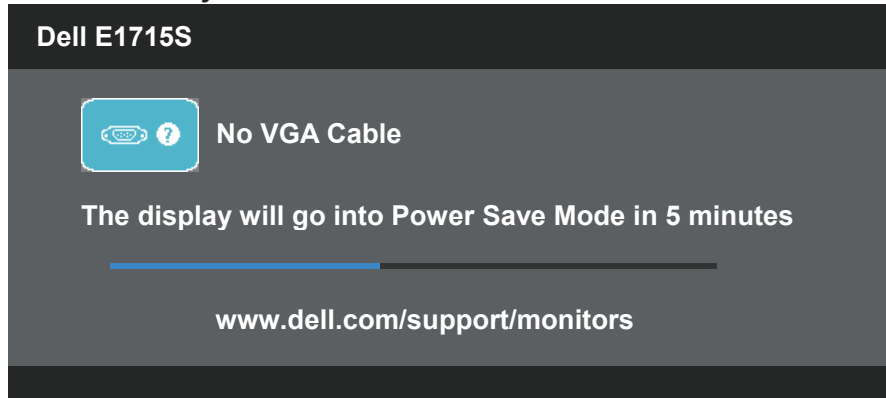 Dell E1715S
?
No VGA Cable
The display will go into Power Save Mode in 5 minutes
www.dell.com/support/monitors